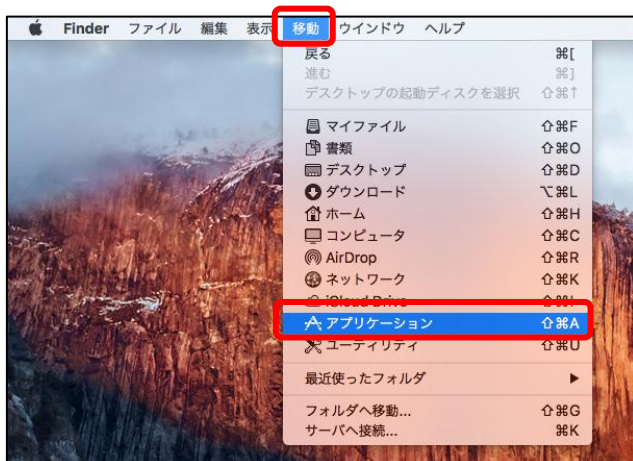 Finder ファイル 編集 表示 移動 ウインドウ ヘルプ
戻る ⌘[
進む ⌘]
デスクトップの起動ディスクを選択 ⇧⌘↑
マイファイル ⇧⌘F
書類 ⇧⌘O
デスクトップ ⇧⌘D
ダウンロード ⌥⌘L
ホーム ⇧⌘H
コンピュータ ⇧⌘C
AirDrop ⇧⌘R
ネットワーク ⇧⌘K
iCloud Drive ⇧⌘I
アプリケーション ⇧⌘A
ユーティリティ ⇧⌘U
最近使ったフォルダ ▶
フォルダへ移動... ⇧⌘G
サーバへ接続... ⌘K